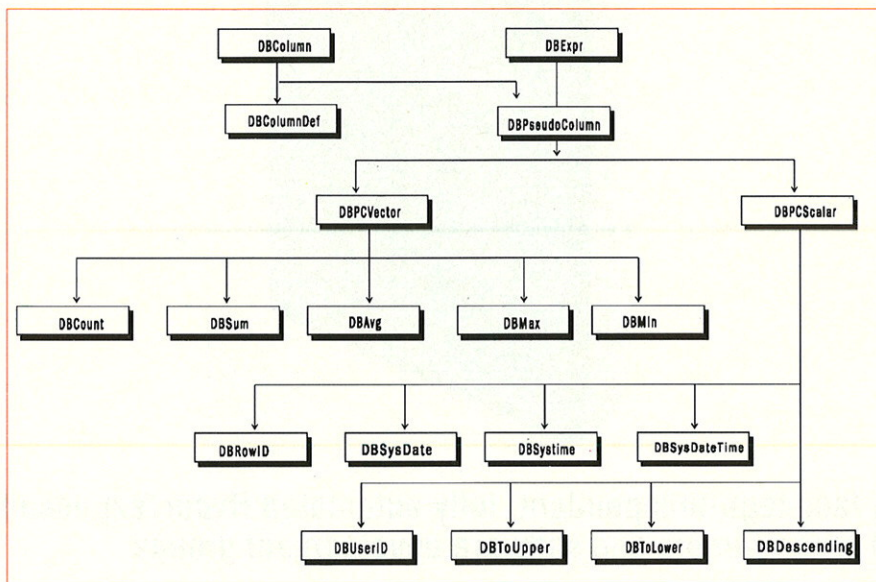 DBColumn
DBExpr
DBColumnDef
DBPseudoColumn
DBPCVector
DBPCScalar
DBCount
DBSum
DBAvg
DBMax
DBMin
DBRowID
DBSysDate
DBSystime
DBSysDateTime
DBUserID
DBToUpper
DBToLower
DBDescending